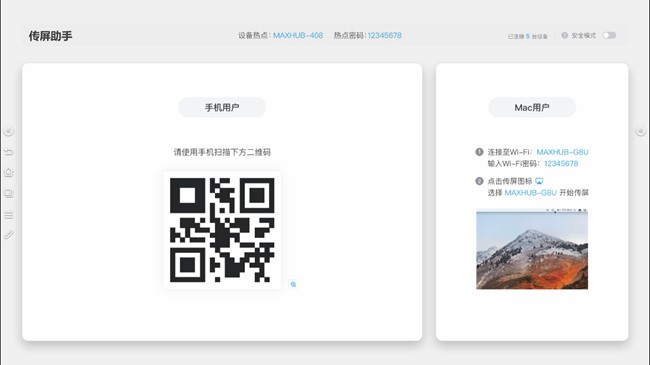 传屏助手
设备热点: MAXHUB-408 热点密码:12345678
已连接 5 台设备
安全模式
手机用户
请使用手机扫描下方二维码
Mac用户
1 连接至Wi-Fi: MAXHUB-G8U
输入Wi-Fi密码: 12345678
2 点击传屏图标
选择 MAXHUB-G8U 开始传屏